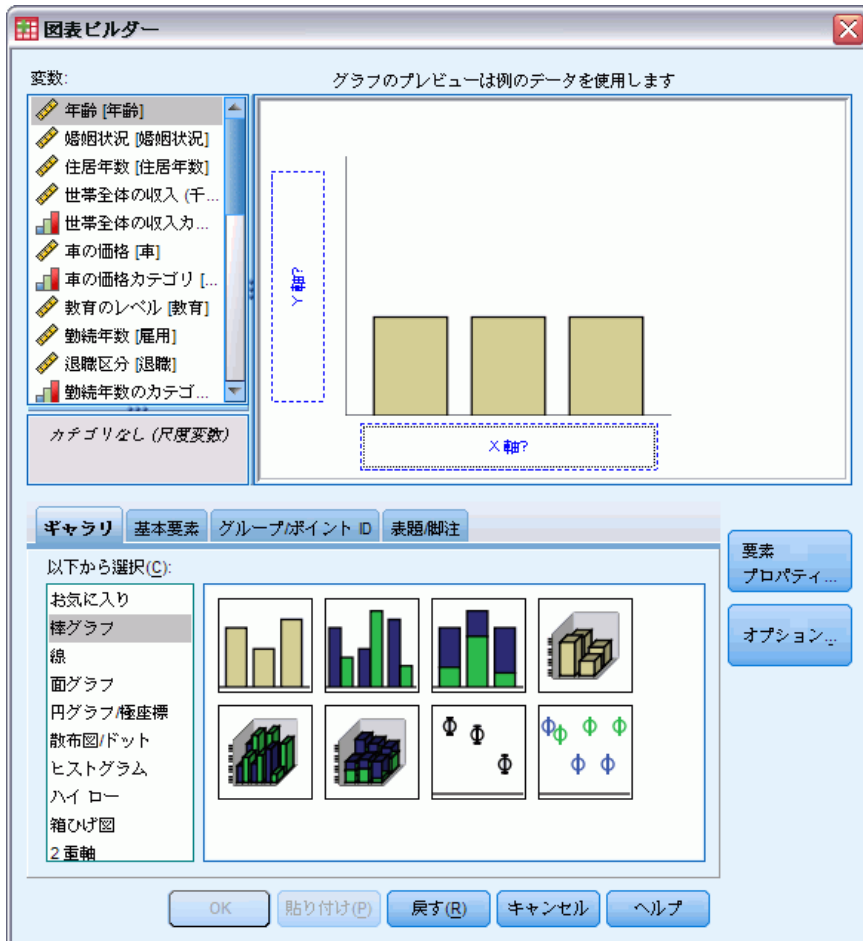 図表ビルダー
変数:
グラフのプレビューは例のデータを使用します
年齢 [年齢]
婚姻状況 [婚姻状況]
住居年数 [住居年数]
世帯全体の収入 (千...
世帯全体の収入カ...
車の価格 [車]
車の価格カテゴリ [...
教育のレベル [教育]
勤続年数 [雇用]
退職区分 [退職]
勤続年数のカテゴ...
カテゴリなし (尺度変数)
Y 軸?
X 軸?
ギャラリ 基本要素 グループ/ポイント ID 表題/脚注
以下から選択(C):
お気に入り
棒グラフ
線
面グラフ
円グラフ/極座標
散布図/ドット
ヒストグラム
ハイ ロー
箱ひげ図
2 重軸
要素
プロパティ...
オプション...
OK 貼り付け(P) 戻す(R) キャンセル ヘルプ